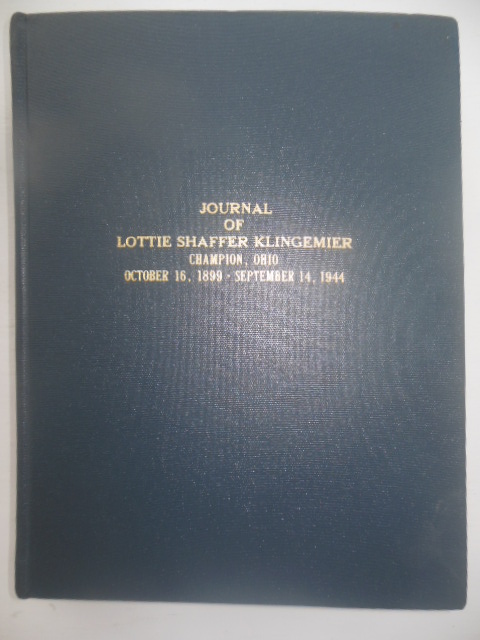 JOURNAL
OF
LOTTIE SHAFFER KLINGEMIER
CHAMPION, OHIO
OCTOBER 16, 1899 - SEPTEMBER 14, 1944